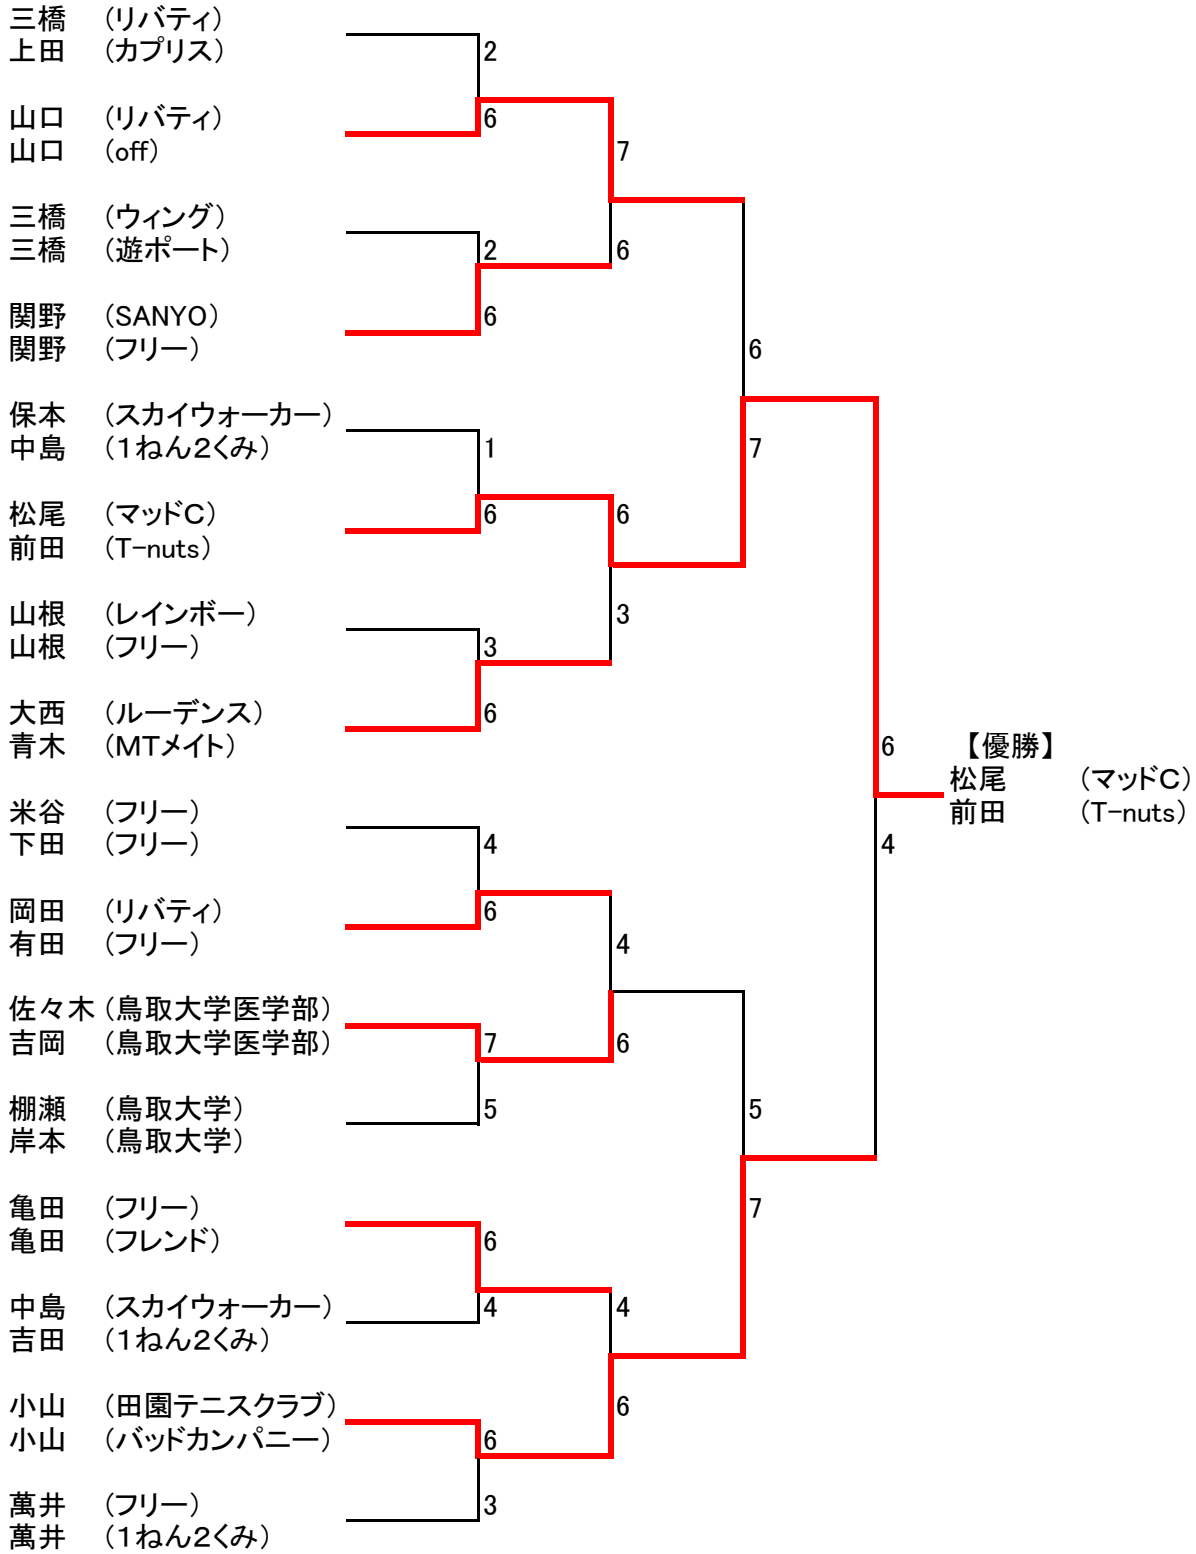 三橋 (リバティ)
上田 (カプリス)
2
山口 (リバティ)
6
山口 (off)
7
三橋 (ウィング)
三橋 (遊ポート)
2
6
関野 (SANYO)
6
関野 (フリー)
6
保本 (スカイウォーカー)
中島 (1ねん2くみ)
1
7
松尾 (マッドC)
6
6
前田 (T-nuts)
山根 (レインボー)
3
山根 (フリー)
3
大西 (ルーデンス)
6
青木 (MTメイト)
6 【優勝】
松尾 (マッドC)
前田 (T-nuts)
米谷 (フリー)
下田 (フリー)
4
4
岡田 (リバティ)
6
有田 (フリー)
4
佐々木 (鳥取大学医学部)
吉岡 (鳥取大学医学部)
7
6
棚瀬 (鳥取大学)
5
5
岸本 (鳥取大学)
亀田 (フリー)
7
亀田 (フレンド)
6
中島 (スカイウォーカー)
4
4
吉田 (1ねん2くみ)
小山 (田園テニスクラブ)
6
小山 (バッドカンパニー)
6
萬井 (フリー)
3
萬井 (1ねん2くみ)